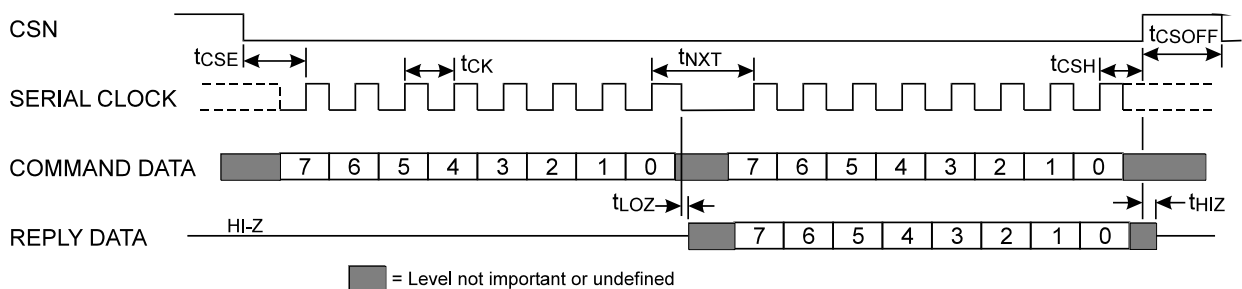 CSN
tCSE
tCK
tNXT
tCSH
tCSOFF
SERIAL CLOCK
COMMAND DATA
7 6 5 4 3 2 1 0
7 6 5 4 3 2 1 0
tLOZ
tHIZ
REPLY DATA
HI-Z
7 6 5 4 3 2 1 0
= Level not important or undefined